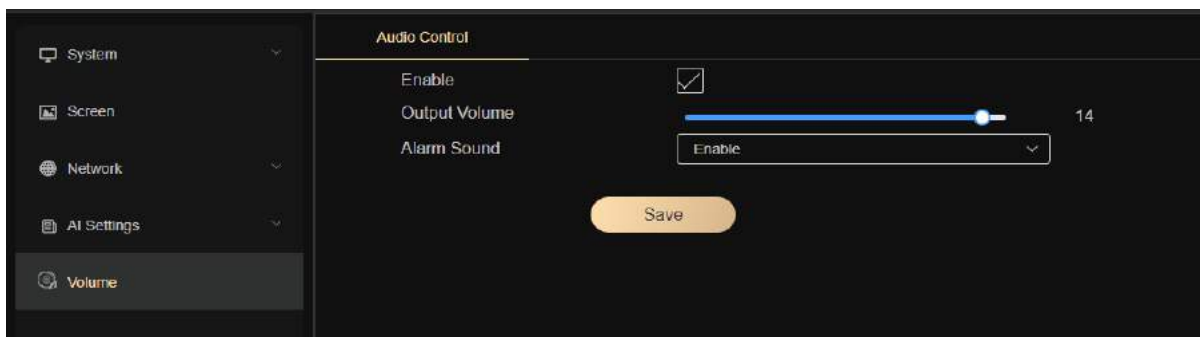 System
Screen
Network
AI Settings
Volume
Audio Control
Enable
Output Volume 14
Alarm Sound Enable
Save